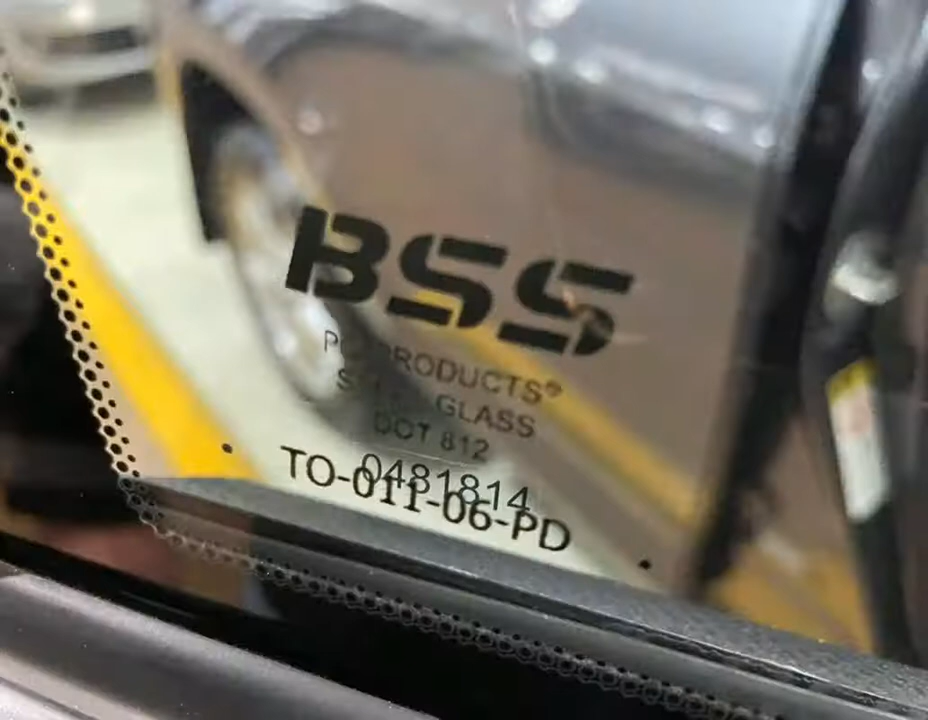 BSS
PRODUCTS®
GLASS
DOT 812
0481814
TO-011-06-PD